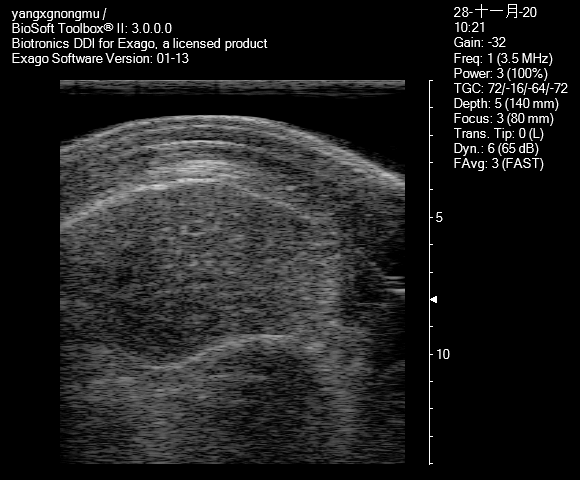 yangxgnongmu /
BioSoft Toolbox® II: 3.0.0.0
Biotronics DDI for Exago, a licensed product
Exago Software Version: 01-13
28-十一月-20
10:21
Gain: -32
Freq: 1 (3.5 MHz)
Power: 3 (100%)
TGC: 72/-16/-64/-72
Depth: 5 (140 mm)
Focus: 3 (80 mm)
Trans. Tip: 0 (L)
Dyn.: 6 (65 dB)
FAvg: 3 (FAST)
5
10